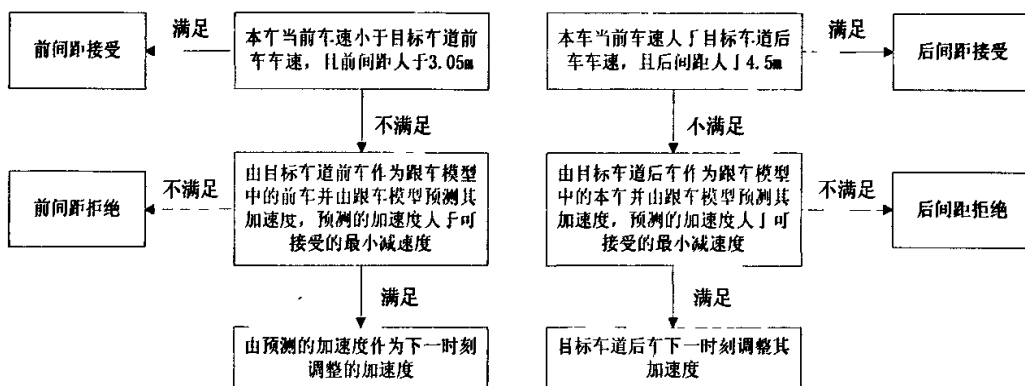 前间距接受
满足
本车当前车速小于目标车道前
车车速，且前间距大于3.05m
本车当前车速大于目标车道后
车车速，且后间距大于4.5m
满足
后间距接受
不满足
不满足
前间距拒绝
不满足
由目标车道前车作为跟车模型
中的前车并由跟车模型预测其
加速度，预测的加速度大于可
接受的最小减速度
由目标车道后车作为跟车模型
中的本车并由跟车模型预测其
加速度，预测的加速度大于可
接受的最小减速度
不满足
后间距拒绝
满足
满足
由预测的加速度作为下一时刻
调整的加速度
目标车道后车下一时刻调整其
加速度